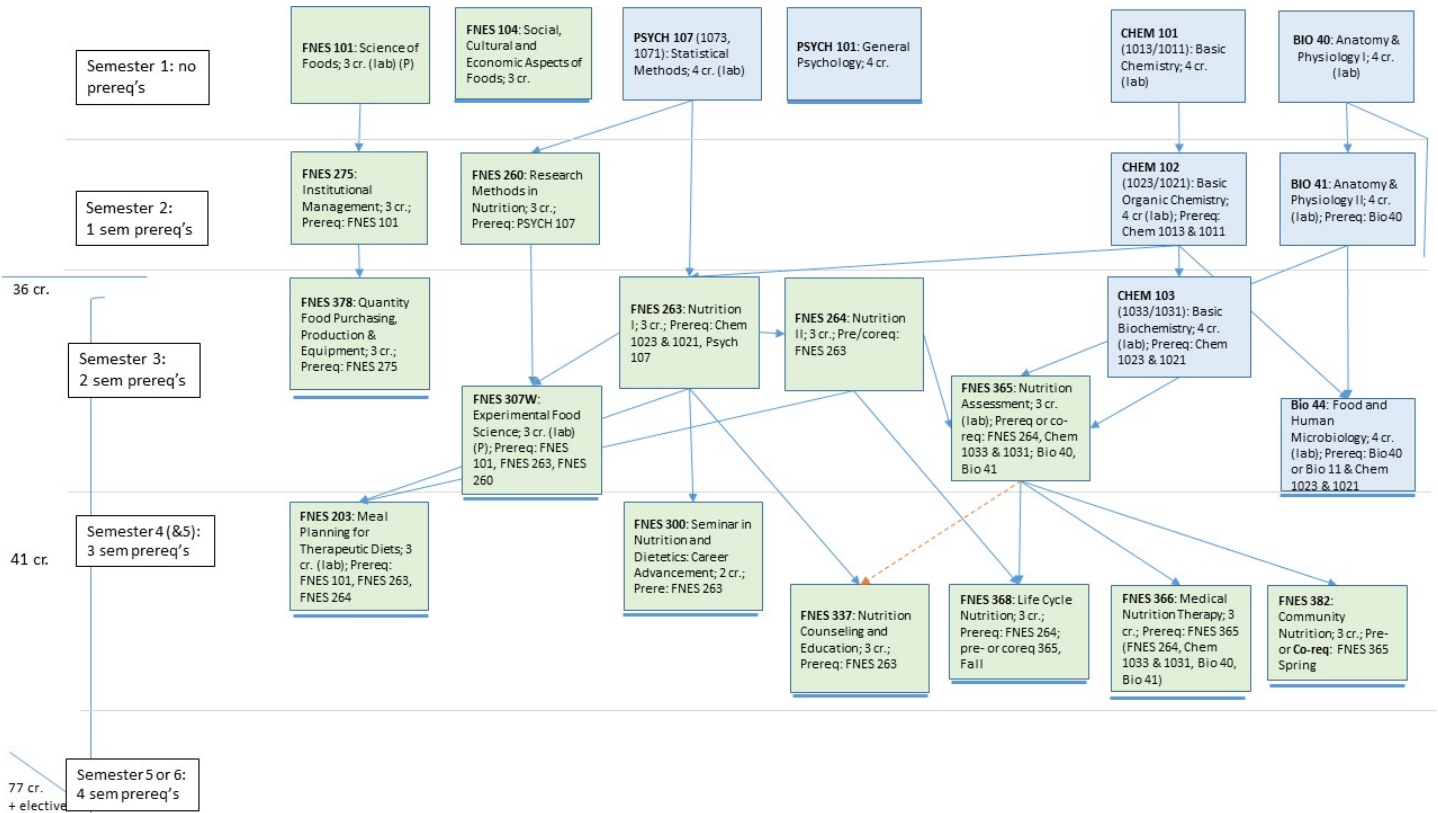 Semester 1: no
prereq's
FNES 101: Science of
Foods; 3 cr. (lab) (P)
FNES 104: Social,
Cultural and
Economic Aspects of
Foods; 3 cr.
PSYCH 107 (1073,
1071): Statistical
Methods; 4 cr. (lab)
PSYCH 101: General
Psychology; 4 cr.
CHEM 101
(1013/1011): Basic
Chemistry; 4 cr.
(lab)
BIO 40: Anatomy &
Physiology I; 4 cr.
(lab)
Semester 2:
1 sem prereq's
FNES 275:
Institutional
Management; 3 cr.;
Prereq: FNES 101
FNES 260: Research
Methods in
Nutrition; 3 cr.;
Prereq: PSYCH 107
CHEM 102
(1023/1021): Basic
Organic Chemistry;
4 cr (lab); Prereq:
Chem 1013 & 1011
BIO 41: Anatomy &
Physiology II; 4 cr.
(lab); Prereq: Bio 40
36 cr.
Semester 3:
2 sem prereq's
FNES 378: Quantity
Food Purchasing,
Production &
Equipment; 3 cr.;
Prereq: FNES 275
FNES 307W:
Experimental Food
Science; 3 cr. (lab)
(P); Prereq: FNES
101, FNES 263, FNES
260
FNES 263: Nutrition
I; 3 cr.; Prereq: Chem
1023 & 1021, Psych
107
FNES 264: Nutrition
II; 3 cr.; Pre/coreq:
FNES 263
FNES 365: Nutrition
Assessment; 3 cr.
(lab); Prereq or co-
req: FNES 264, Chem
1033 & 1031; Bio 40,
Bio 41
CHEM 103
(1033/1031): Basic
Biochemistry; 4 cr.
(lab); Prereq: Chem
1023 & 1021
Bio 44: Food and
Human
Microbiology; 4 cr.
(lab); Prereq: Bio 40
or Bio 11 & Chem
1023 & 1021
41 cr.
Semester 4 (&5):
3 sem prereq's
FNES 203: Meal
Planning for
Therapeutic Diets; 3
cr. (lab); Prereq:
FNES 101, FNES 263,
FNES 264
FNES 300: Seminar in
Nutrition and
Dietetics: Career
Advancement; 2 cr.;
Prere: FNES 263
FNES 337: Nutrition
Counseling and
Education; 3 cr.;
Prereq: FNES 263
FNES 368: Life Cycle
Nutrition; 3 cr.;
Prereq: FNES 264;
pre- or coreq 365,
Fall
FNES 366: Medical
Nutrition Therapy; 3
cr.; Prereq: FNES 365
(FNES 264, Chem
1033 & 1031, Bio 40,
Bio 41)
FNES 382:
Community
Nutrition; 3 cr.; Pre-
or Co-req: FNES 365
Spring
77 cr.
+ elective
Semester 5 or 6:
4 sem prereq's